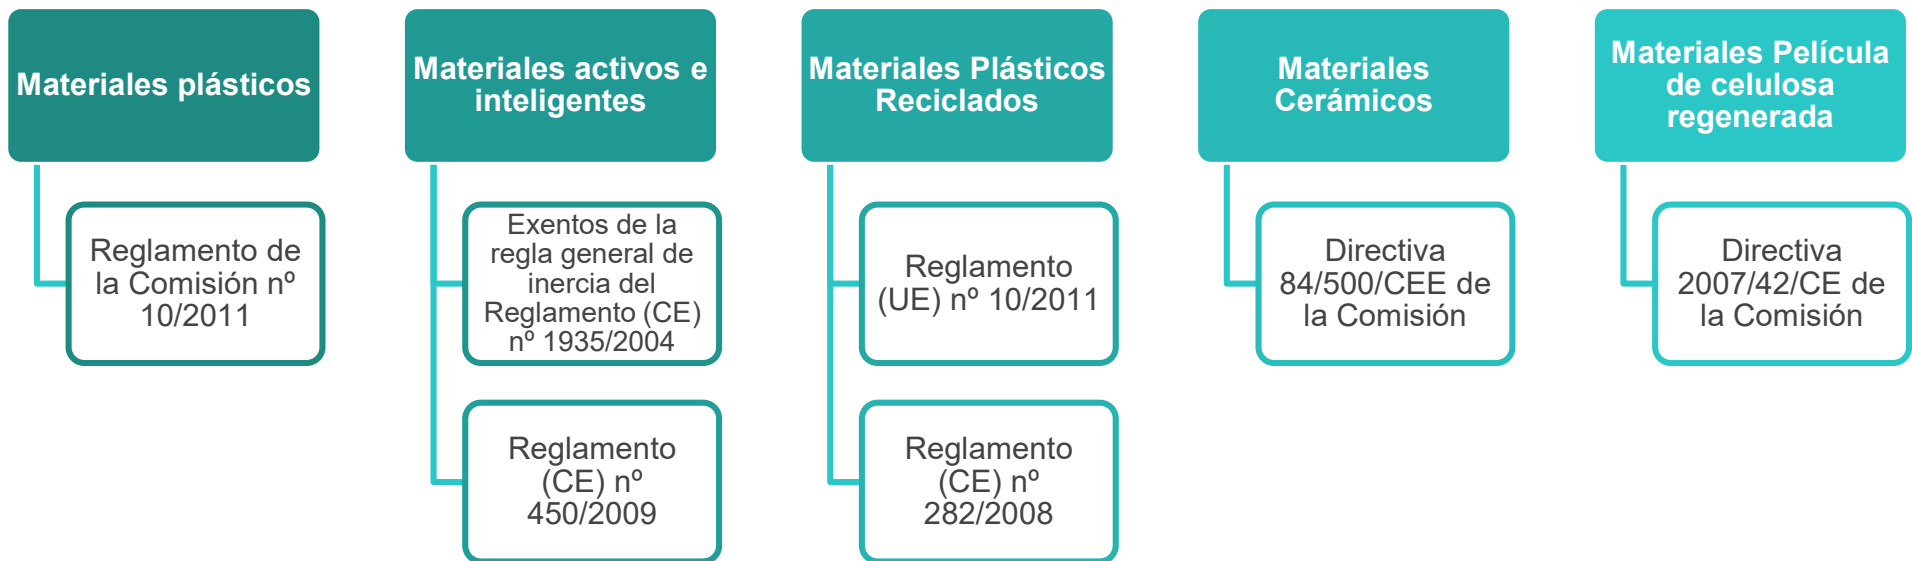 Materiales plásticos
Reglamento de
la Comisión nº
10/2011
Materiales activos e
inteligentes
Exentos de la
regla general de
inercia del
Reglamento (CE)
nº 1935/2004
Reglamento
(CE) nº
450/2009
Materiales Plásticos
Reciclados
Reglamento
(UE) nº 10/2011
Reglamento
(CE) nº
282/2008
Materiales
Cerámicos
Directiva
84/500/CEE de
la Comisión
Materiales Película
de celulosa
regenerada
Directiva
2007/42/CE de
la Comisión